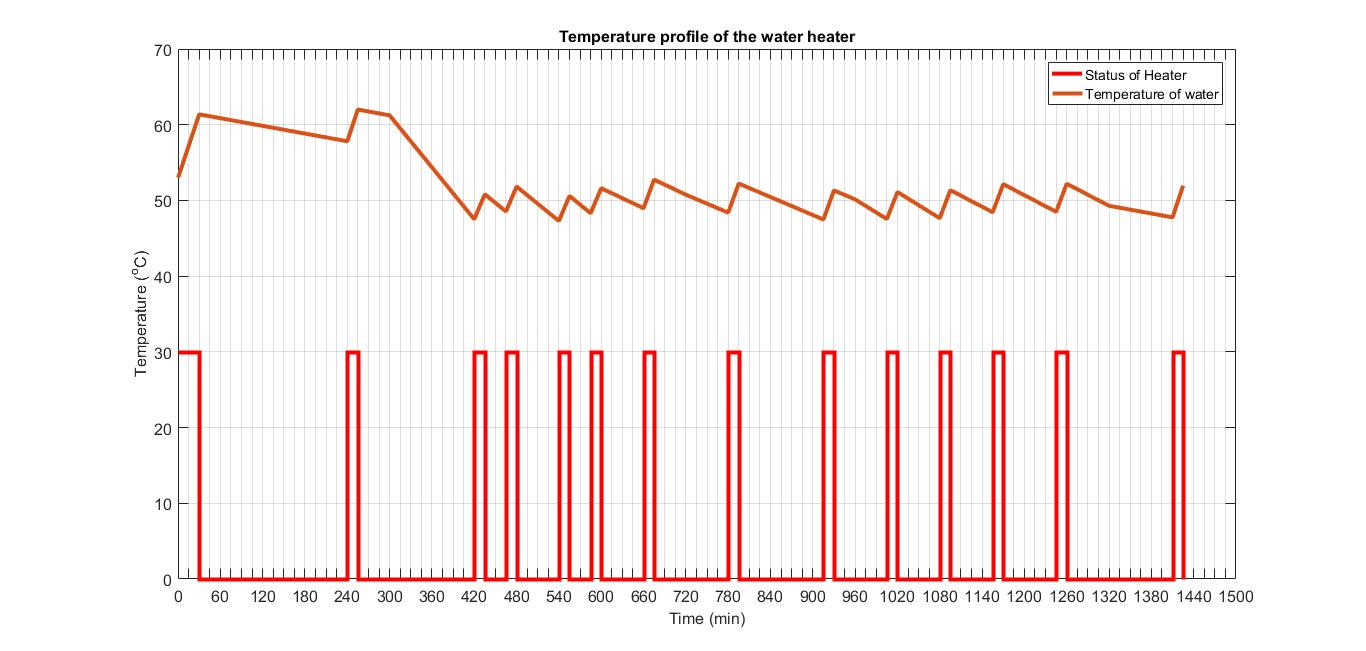 Temperature profile of the water heater
70
60
50
40
30
20
10
0
Temperature (°C)
Status of Heater
Temperature of water
0 60 120 180 240 300 360 420 480 540 600 660 720 780 840 900 960 1020 1080 1140 1200 1260 1320 1380 1440 1500
Time (min)